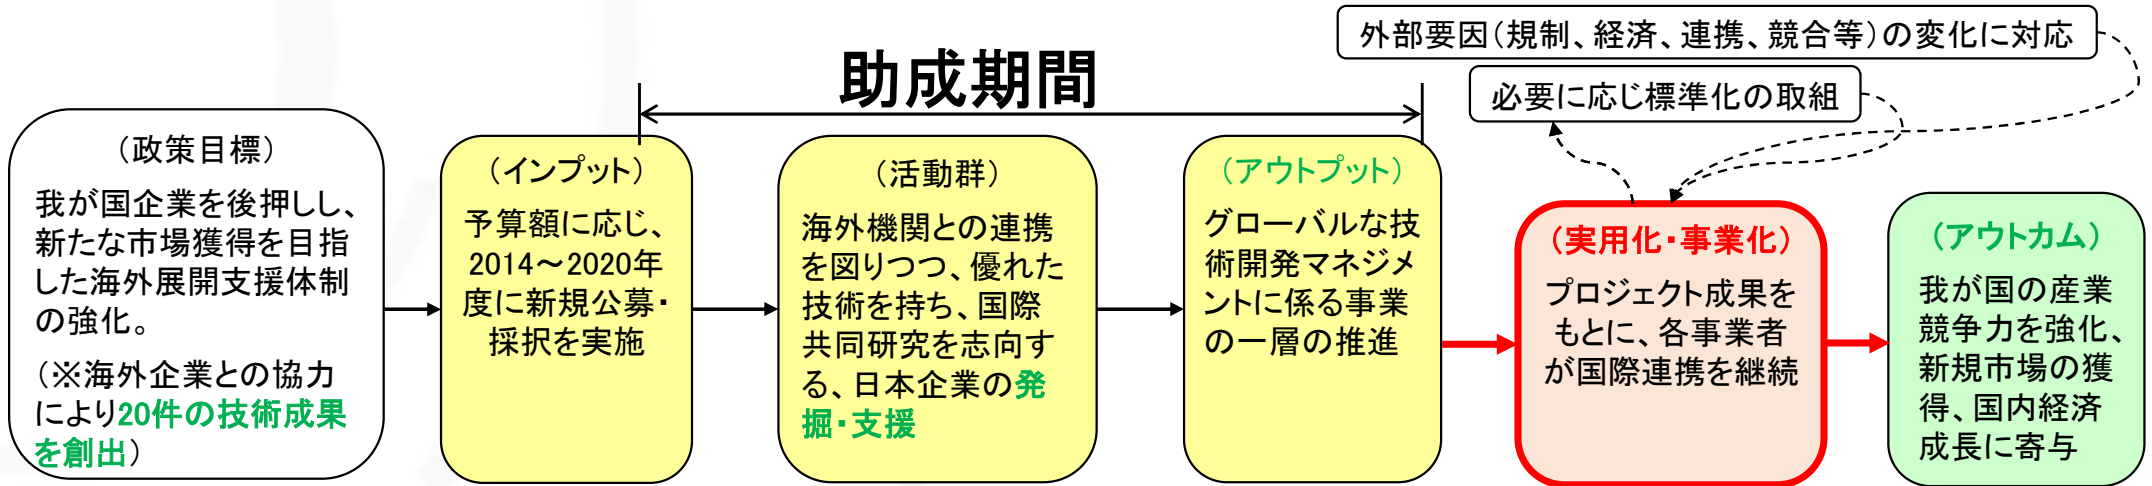 外部要因（規制、経済、連携、競合等）の変化に対応
助成期間
必要に応じ標準化の取組
（政策目標）
我が国企業を後押しし、
新たな市場獲得を目指
した海外展開支援体制
の強化。
（※海外企業との協力
により20件の技術成果
を創出）
（インプット）
予算額に応じ、
2014～2020年
度に新規公募・
採択を実施
（活動群）
海外機関との連携
を図りつつ、優れた
技術を持ち、国際
共同研究を志向す
る、日本企業の発
掘・支援
（アウトプット）
グローバルな技
術開発マネジメ
ントに係る事業
の一層の推進
（実用化・事業化）
プロジェクト成果を
もとに、各事業者
が国際連携を継続
（アウトカム）
我が国の産業
競争力を強化、
新規市場の獲
得、国内経済
成長に寄与